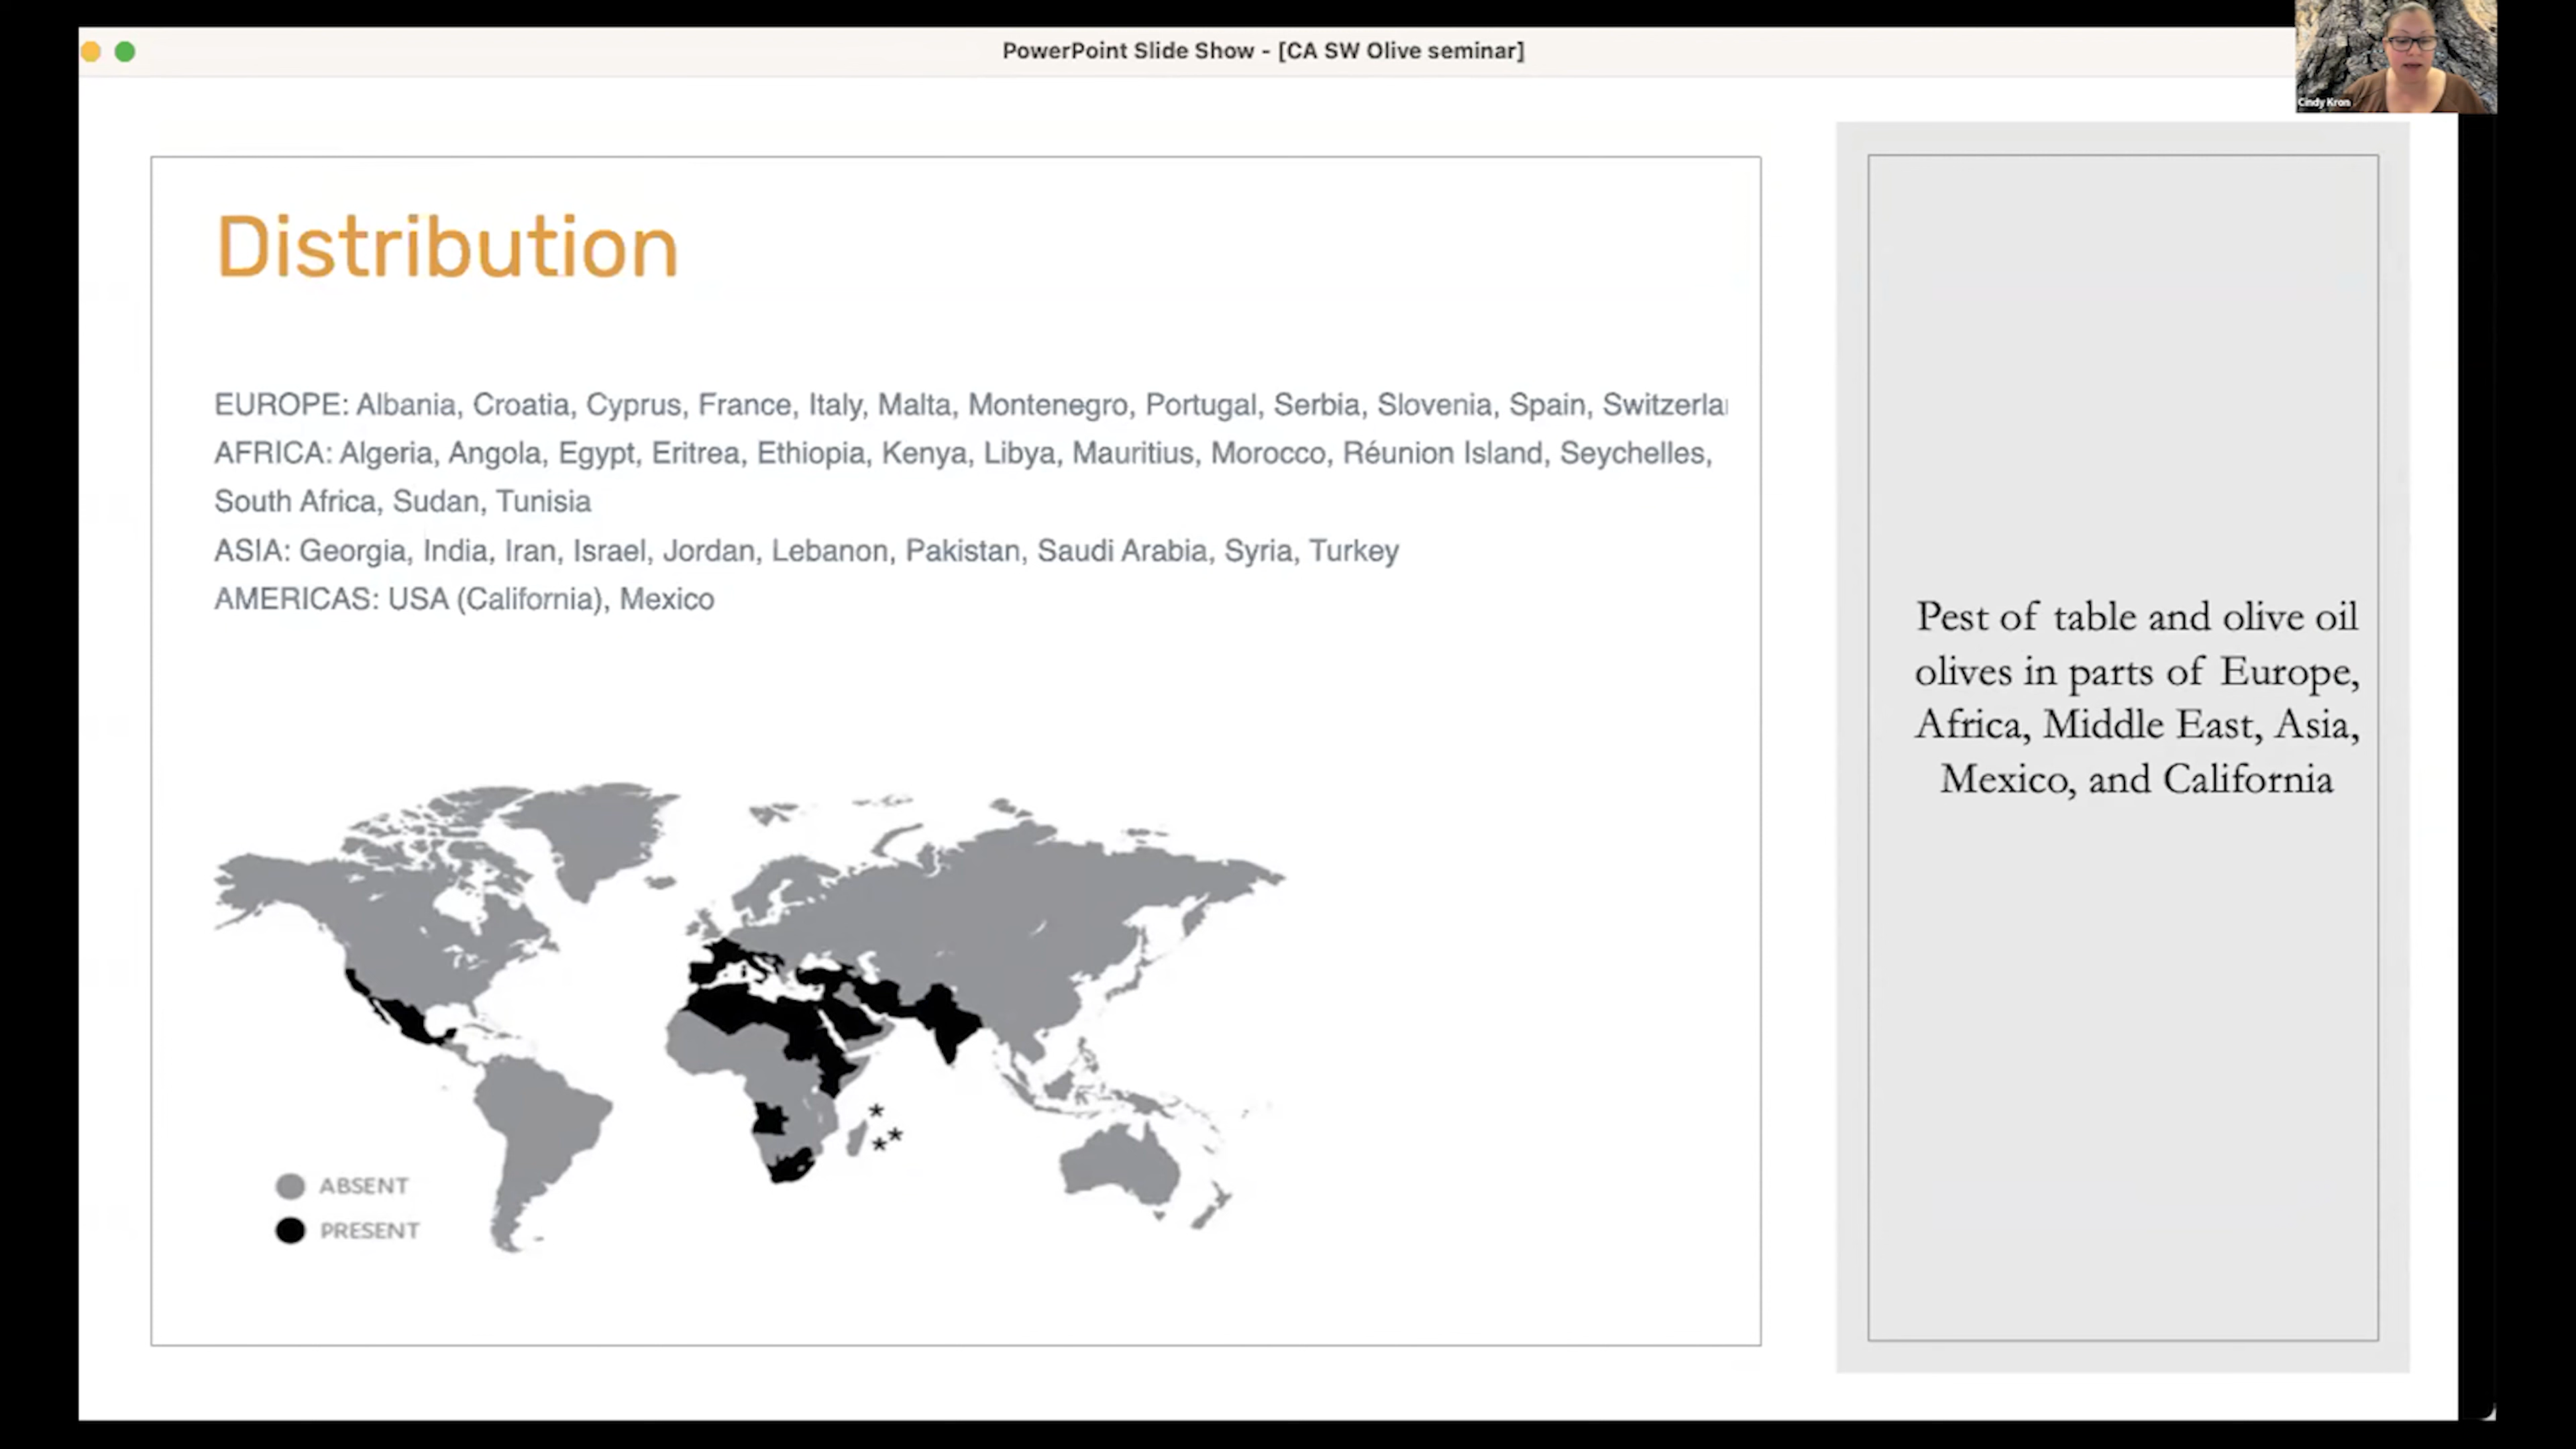 PowerPoint Slide Show - [CA SW Olive seminar]
Cindy Kron
Distribution
EUROPE: Albania, Croatia, Cyprus, France, Italy, Malta, Montenegro, Portugal, Serbia, Slovenia, Spain, Switzerla
AFRICA: Algeria, Angola, Egypt, Eritrea, Ethiopia, Kenya, Libya, Mauritius, Morocco, Réunion Island, Seychelles,
South Africa, Sudan, Tunisia
ASIA: Georgia, India, Iran, Israel, Jordan, Lebanon, Pakistan, Saudi Arabia, Syria, Turkey
AMERICAS: USA (California), Mexico
*
**
ABSENT
PRESENT
Pest of table and olive oil
olives in parts of Europe,
Africa, Middle East, Asia,
Mexico, and California